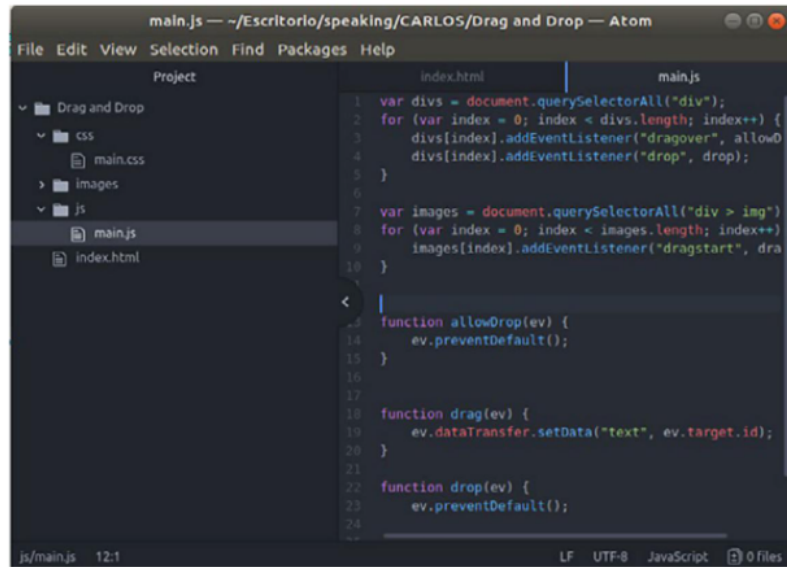 main.js — ~/Escritorio/speaking/CARLOS/Drag and Drop — Atom
File Edit View Selection Find Packages Help
Project
Drag and Drop
css
main.css
images
js
main.js
index.html
index.html main.js
1 var divs = document.querySelectorAll("div");
2 for (var index = 0; index < divs.length; index++) {
3 divs[index].addEventListener("dragover", allowD
4 divs[index].addEventListener("drop", drop);
5 }
6
7 var images = document.querySelectorAll("div > img")
8 for (var index = 0; index < images.length; index++)
9 images[index].addEventListener("dragstart", dra
10 }
13 function allowDrop(ev) {
14 ev.preventDefault();
15 }
16
17
18 function drag(ev) {
19 ev.dataTransfer.setData("text", ev.target.id);
20 }
21
22 function drop(ev) {
23 ev.preventDefault();
24
js/main.js 12:1 LF UTF-8 JavaScript 0 files